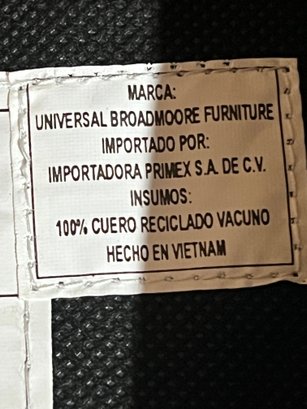 MARCA:
UNIVERSAL BROADMOORE FURNITURE
IMPORTADO POR:
IMPORTADORA PRIMEX S.A. DE C.V.
INSUMOS:
100% CUERO RECICLADO VACUNO
HECHO EN VIETNAM